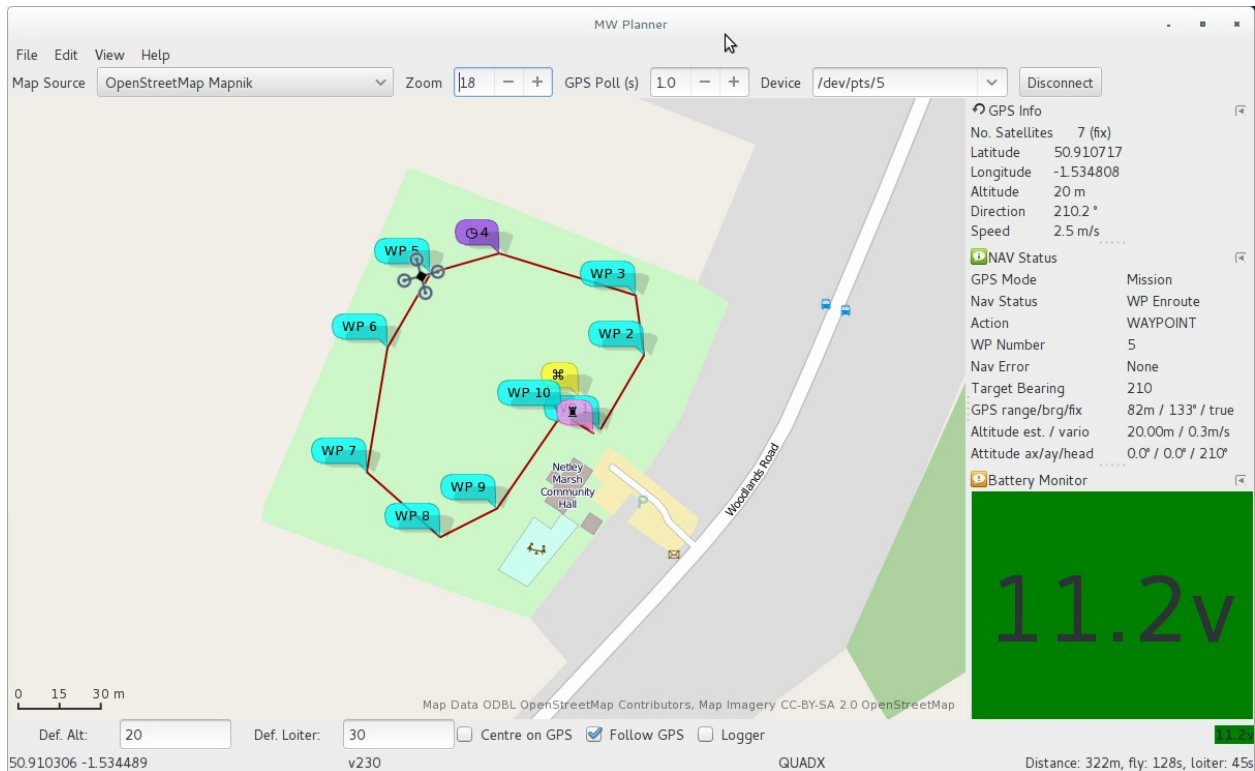 MW Planner
File Edit View Help
Map Source OpenStreetMap Mapnik Zoom 18 - + GPS Poll (s) 1.0 - + Device /dev/pts/5 Disconnect
GPS Info
No. Satellites 7 (fix)
Latitude 50.910717
Longitude -1.534808
Altitude 20 m
Direction 210.2 °
Speed 2.5 m/s
NAV Status
GPS Mode Mission
Nav Status WP Enroute
Action WAYPOINT
WP Number 5
Nav Error None
Target Bearing 210
GPS range/brg/fix 82m / 133° / true
Altitude est. / vario 20.00m / 0.3m/s
Attitude ax/ay/head 0.0° / 0.0° / 210°
Battery Monitor
11.2v
4
WP 5
WP 3
WP 6
WP 2
WP 10
WP 7
WP 9
WP 8
Netley
Marsh
Community
Hall
P
Woodlands Road
0 15 30 m
Map Data ODBL OpenStreetMap Contributors, Map Imagery CC-BY-SA 2.0 OpenStreetMap
Def. Alt: 20 Def. Loiter: 30 Centre on GPS Follow GPS Logger
11.2v
50.910306 -1.534489 v230 QUADX Distance: 322m, fly: 128s, loiter: 45s